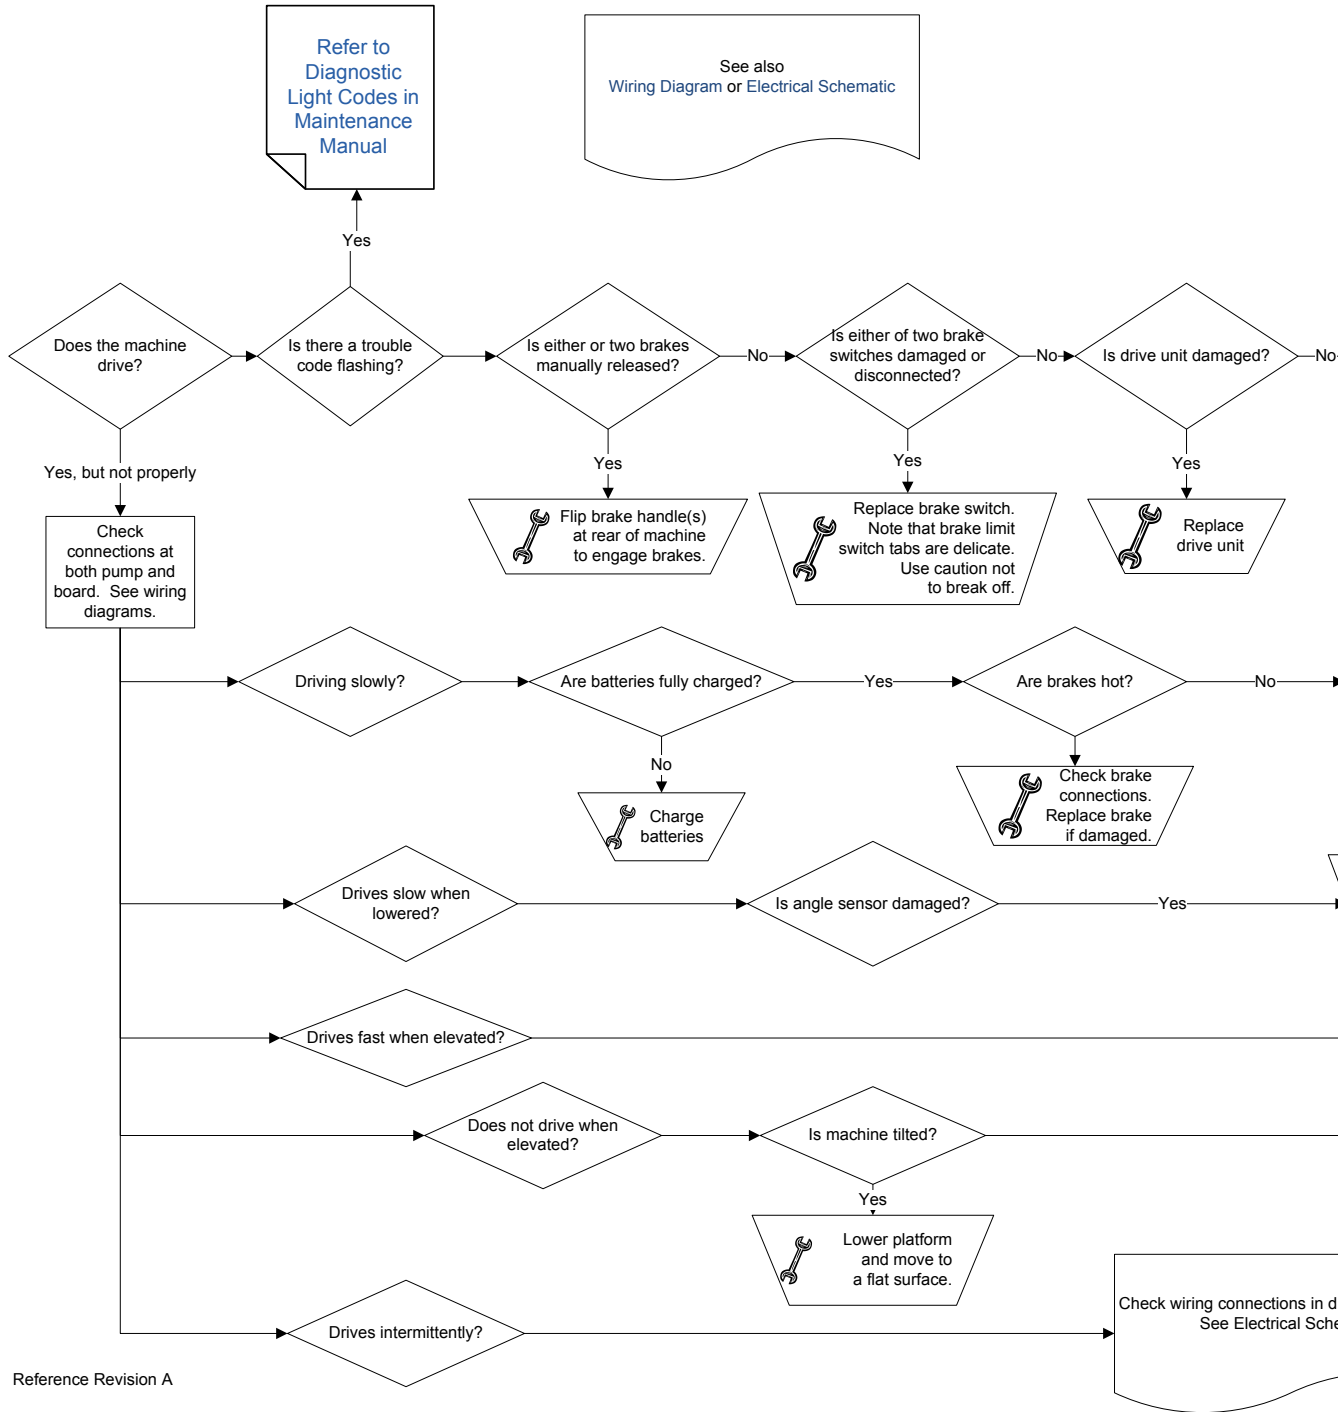 Refer to
Diagnostic
Light Codes in
Maintenance
Manual
See also
Wiring Diagram or Electrical Schematic
Yes
Does the machine
drive?
Is there a trouble
code flashing?
Is either or two brakes
manually released?
No
Is either of two brake
switches damaged or
disconnected?
No
Is drive unit damaged?
No
Yes, but not properly
Yes
Yes
Yes
Check
connections at
both pump and
board. See wiring
diagrams.
Flip brake handle(s)
at rear of machine
to engage brakes.
Replace brake switch.
Note that brake limit
switch tabs are delicate.
Use caution not
to break off.
Replace
drive unit
Driving slowly?
Are batteries fully charged?
Yes
Are brakes hot?
No
No
Charge
batteries
Check brake
connections.
Replace brake
if damaged.
Drives slow when
lowered?
Is angle sensor damaged?
Yes
Drives fast when elevated?
Does not drive when
elevated?
Is machine tilted?
Yes
Lower platform
and move to
a flat surface.
Drives intermittently?
Check wiring connections in
See Electrical
Reference Revision A